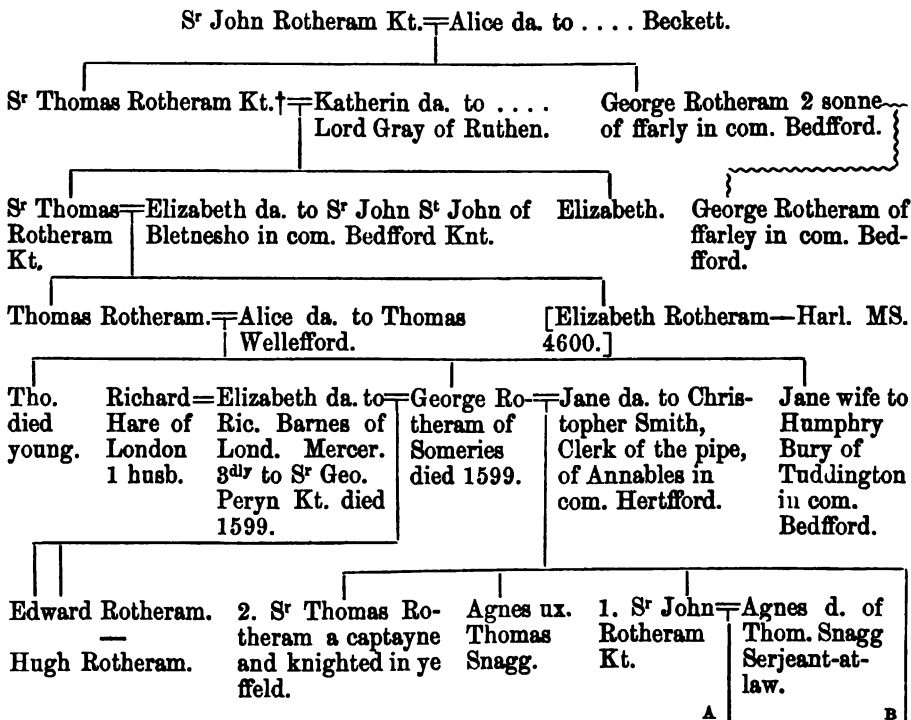 Sʳ John Rotheram Kt.=Alice da. to .... Beckett.
Sʳ Thomas Rotheram Kt.†=Katherin da. to ....
Lord Gray of Ruthen.
George Rotheram 2 sonne
of ffarly in com. Bedfford.
Sʳ Thomas=
Rotheram
Kt.
Elizabeth da. to Sʳ John Sᵗ John of
Bletnesho in com. Bedfford Knt.
Elizabeth.
George Rotheram of
ffarley in com. Bed-
fford.
Thomas Rotheram.=Alice da. to Thomas
Wellefford.
[Elizabeth Rotheram—Harl. MS.
4600.]
Tho.
died
young.
Richard=
Hare of
London
1 husb.
Elizabeth da. to=
Ric. Barnes of
Lond. Mercer.
3ᵈˡʸ to Sʳ Geo.
Peryn Kt. died
1599.
George Ro-=
theram of
Someries
died 1599.
Jane da. to Chris-
topher Smith,
Clerk of the pipe,
of Annables in
com. Hertfford.
Jane wife to
Humphry
Bury of
Tuddington
in com.
Bedfford.
Edward Rotheram.
—
Hugh Rotheram.
2. Sʳ Thomas Ro-
theram a captayne
and knighted in ye
ffeld.
Agnes ux.
Thomas
Snagg.
1. Sʳ John=
Rotheram
Kt.
Agnes d. of
Thom. Snagg
Serjeant-at-
law.
A
B